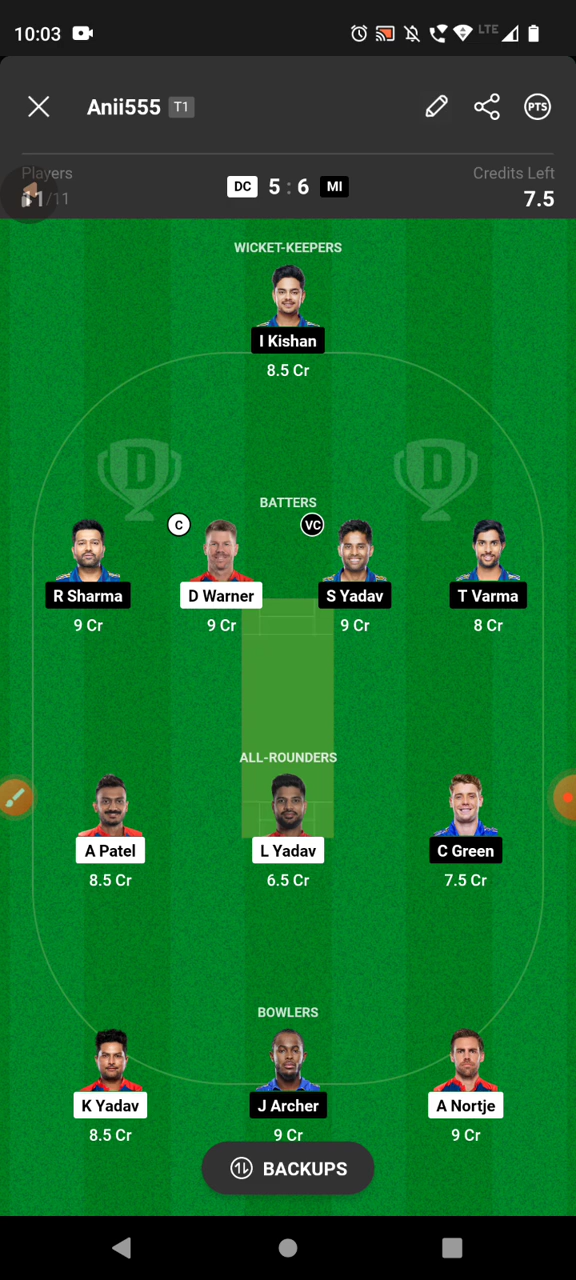 10:03
LTE
Anii555 T1
PTS
Players
Credits Left
11/11
DC 5 : 6 MI
7.5
WICKET-KEEPERS
I Kishan
8.5 Cr
D D
BATTERS
C VC
R Sharma D Warner S Yadav T Varma
9 Cr 9 Cr 9 Cr 8 Cr
ALL-ROUNDERS
A Patel L Yadav C Green
8.5 Cr 6.5 Cr 7.5 Cr
BOWLERS
K Yadav J Archer A Nortje
8.5 Cr 9 Cr 9 Cr
BACKUPS